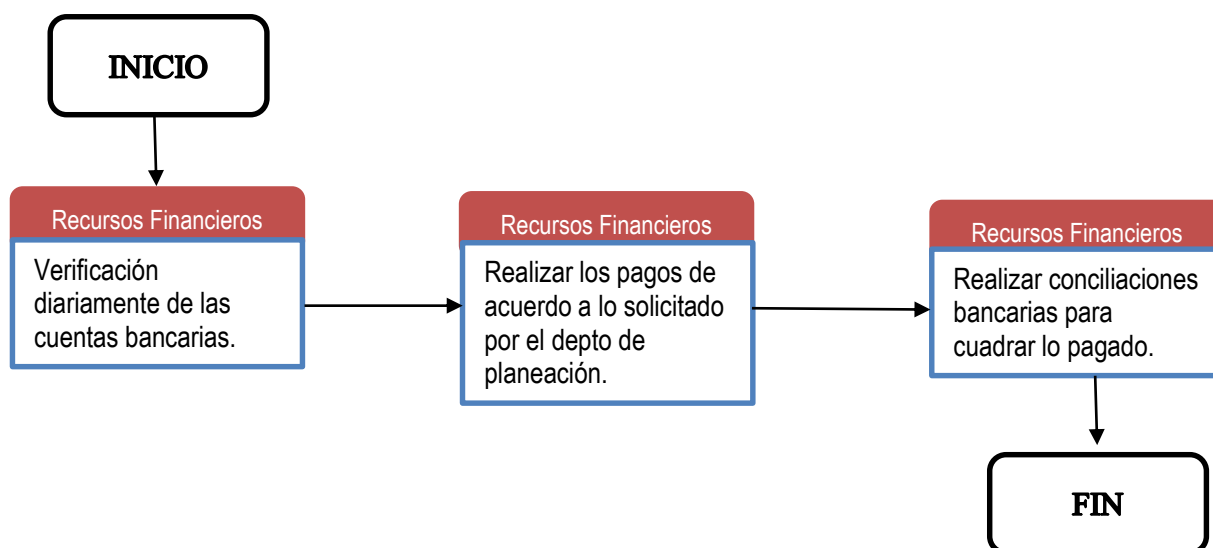 INICIO
Recursos Financieros
Verificación
diariamente de las
cuentas bancarias.
Recursos Financieros
Realizar los pagos de
acuerdo a lo solicitado
por el depto de
planeación.
Recursos Financieros
Realizar conciliaciones
bancarias para
cuadrar lo pagado.
FIN